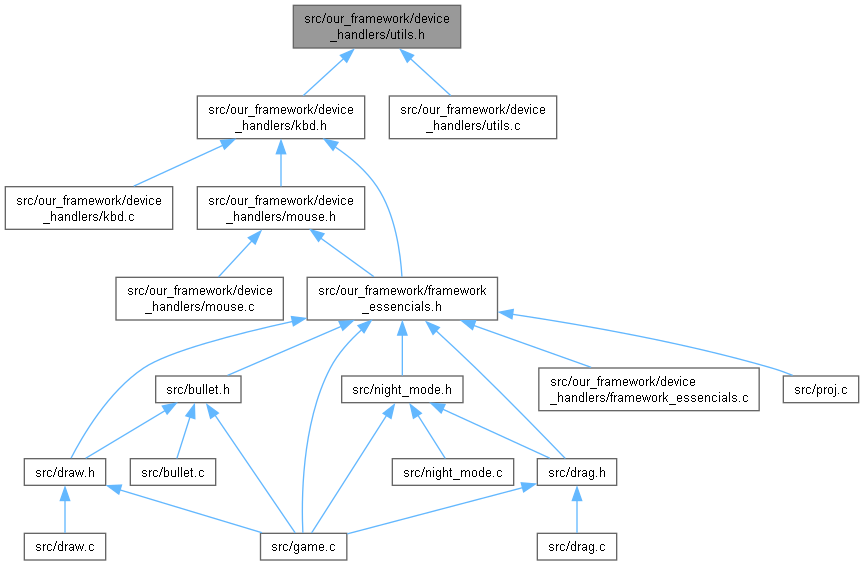 src/our_framework/device
_handlers/utils.h
src/our_framework/device
_handlers/kbd.h
src/our_framework/device
_handlers/utils.c
src/our_framework/device
_handlers/kbd.c
src/our_framework/device
_handlers/mouse.h
src/our_framework/device
_handlers/mouse.c
src/our_framework/framework
_essencials.h
src/bullet.h
src/night_mode.h
src/our_framework/device
_handlers/framework_essencials.c
src/proj.c
src/draw.h
src/bullet.c
src/night_mode.c
src/drag.h
src/draw.c
src/game.c
src/drag.c